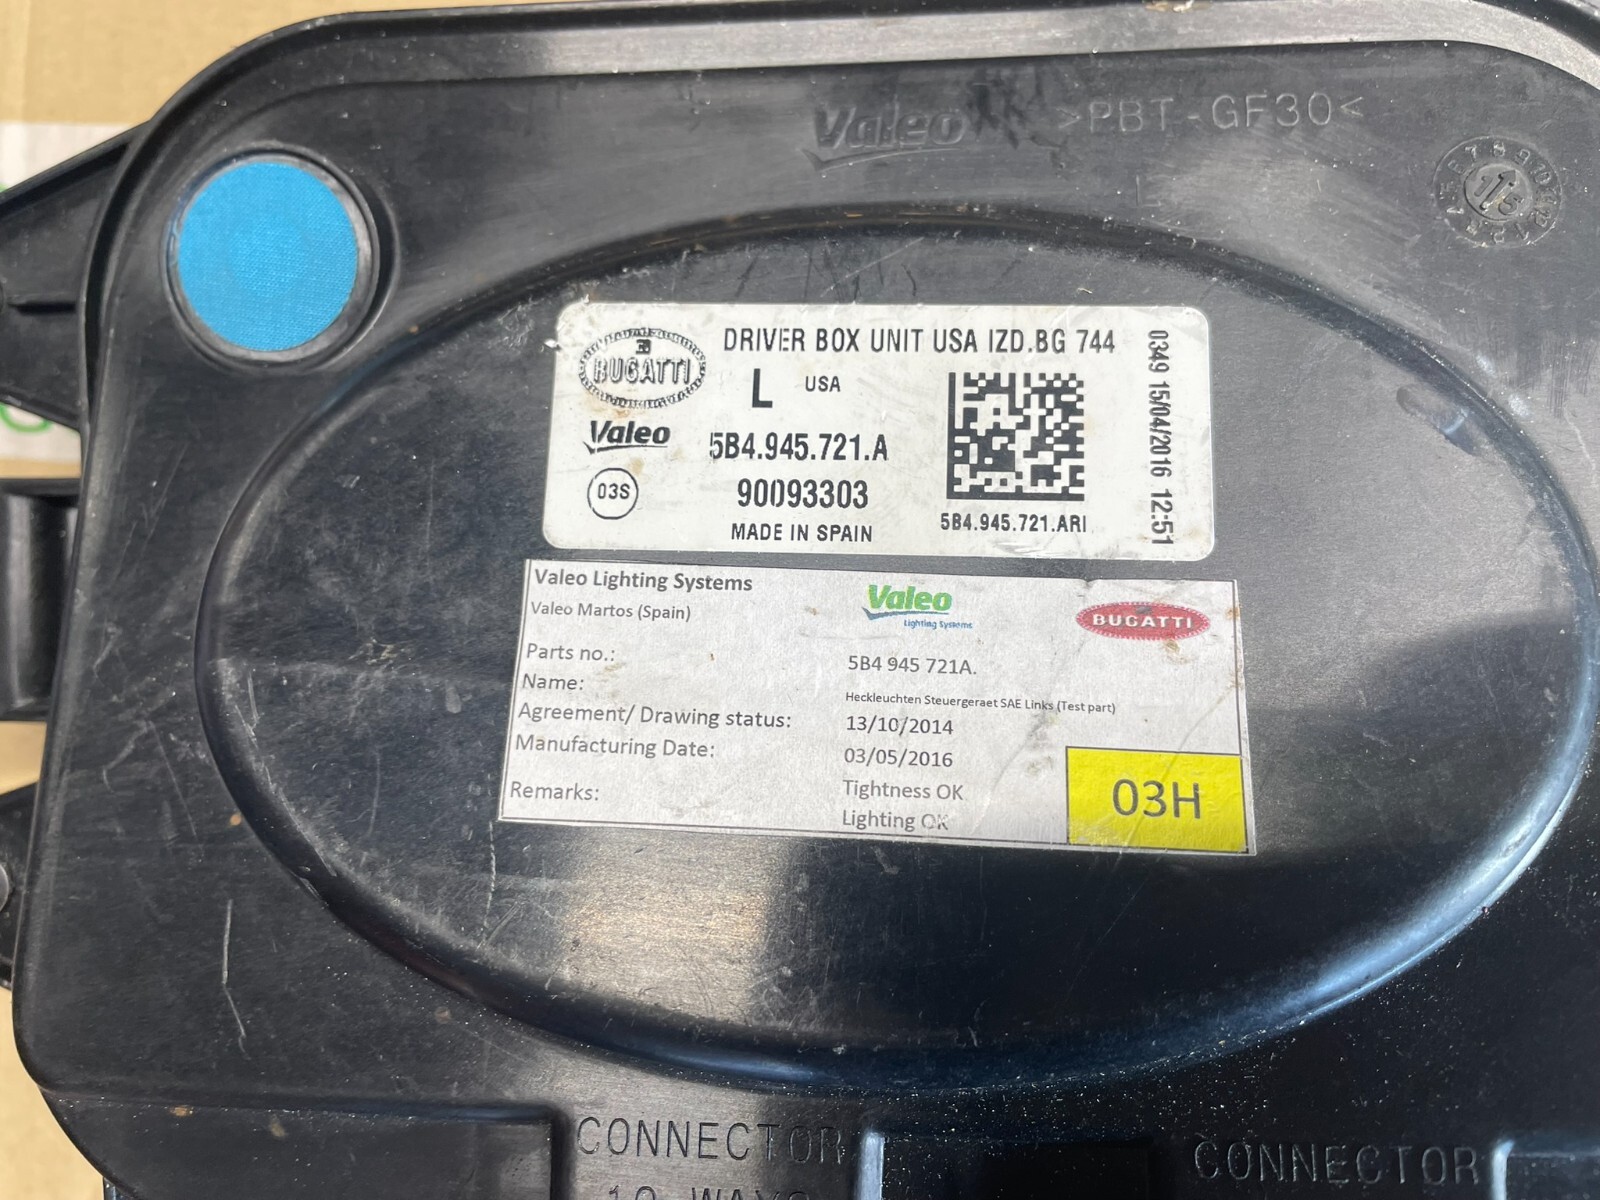 Valeo >PBT-GF30<
L
BUGATTI
DRIVER BOX UNIT USA IZD.BG 744
L USA
Valeo
5B4.945.721.A
03S
90093303
MADE IN SPAIN
5B4.945.721.ARI
0349 15/04/2016 12:51
Valeo Lighting Systems
Valeo Martos (Spain)
Valeo
Lighting Systems
BUGATTI
Parts no.: 5B4 945 721A.
Name: Heckleuchten Steuergeraet SAE Links (Test part)
Agreement/ Drawing status: 13/10/2014
Manufacturing Date: 03/05/2016
Remarks: Tightness OK
Lighting OK
03H
CONNECTOR
CONNECTOR